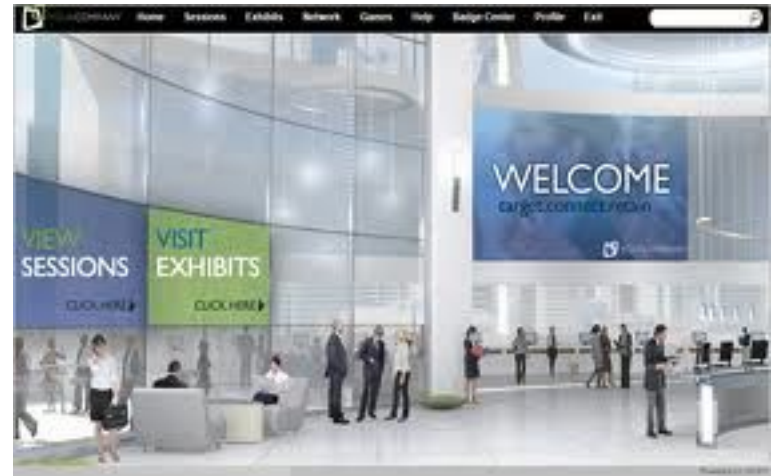 YOURCOMPANY Home Sessions Exhibits Network Games Help Badge Center Profile Exit
WELCOME
target.connect.retain
VIEW
SESSIONS
CLICK HERE
VISIT
EXHIBITS
CLICK HERE